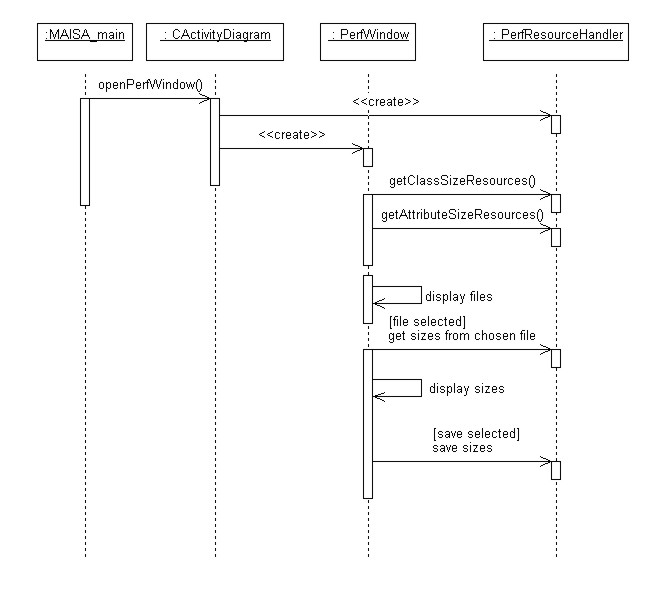 :MAISA_main
: CActivityDiagram
: PerfWindow
: PerfResourceHandler
openPerfWindow()
<<create>>
<<create>>
getClassSizeResources()
getAttributeSizeResources()
display files
[file selected]
get sizes from chosen file
display sizes
[save selected]
save sizes